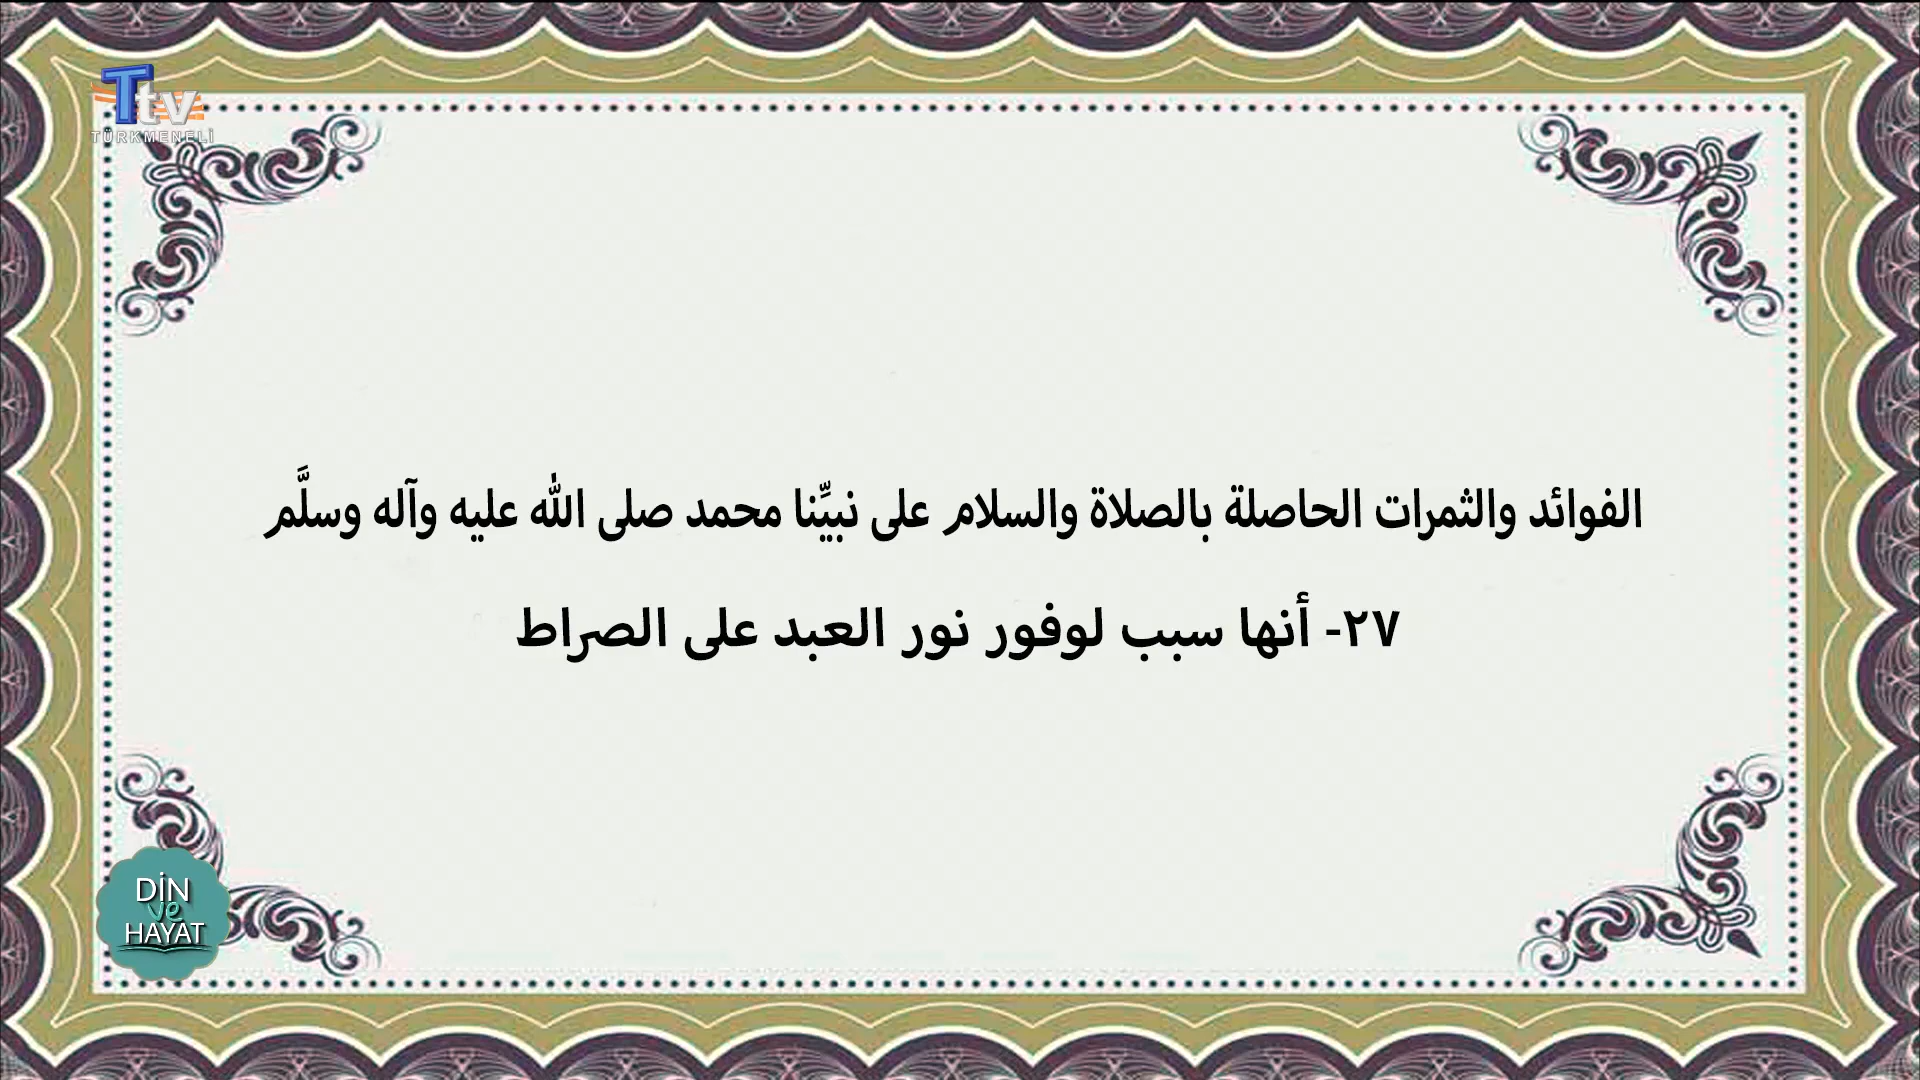 Ttv
TÜRKMENELİ
الفوائد والثمرات الحاصلة بالصلاة والسلام على نبيِّنا محمد صلى الله عليه وآله وسلَّم
٢٧- أنها سبب لوفور نور العبد على الصراط
DİN
ve
HAYAT